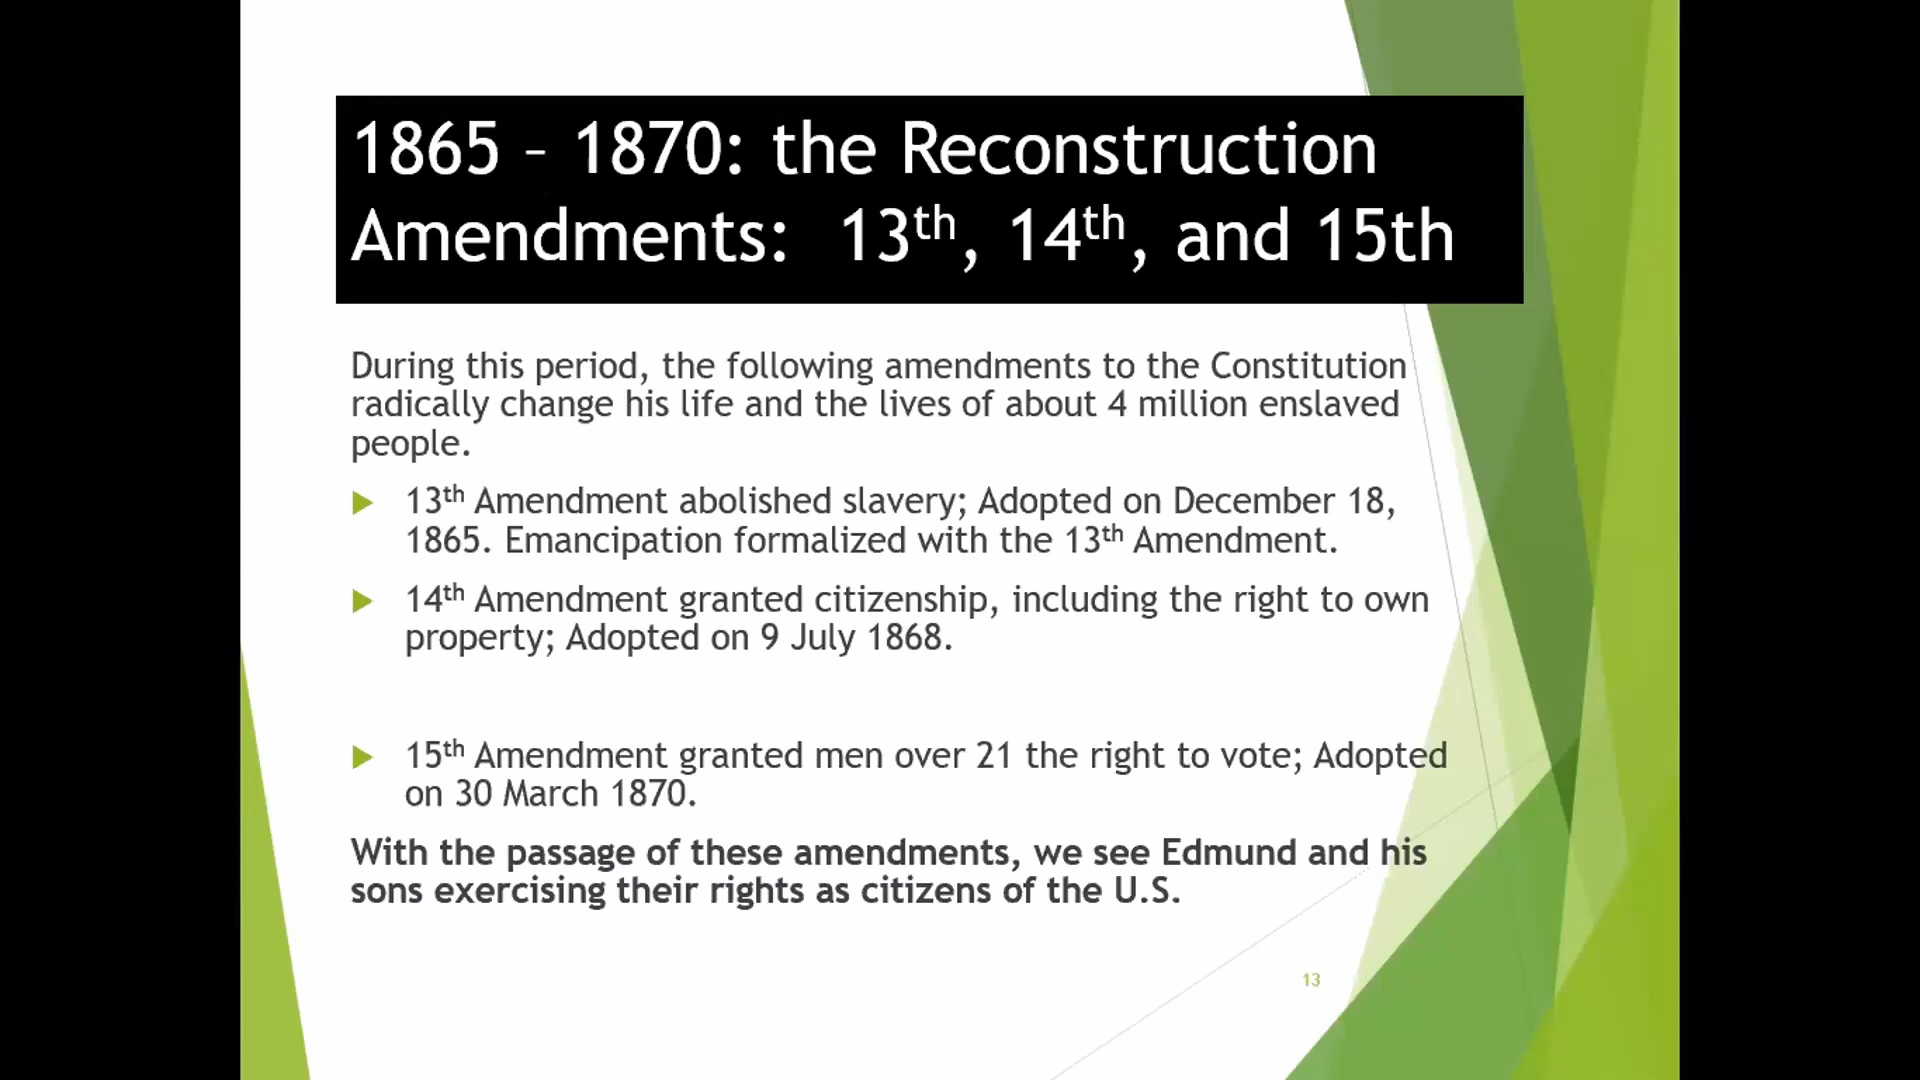 1865 – 1870: the Reconstruction
Amendments: 13th, 14th, and 15th
During this period, the following amendments to the Constitution
radically change his life and the lives of about 4 million enslaved
people.
13th Amendment abolished slavery; Adopted on December 18,
1865. Emancipation formalized with the 13th Amendment.
14th Amendment granted citizenship, including the right to own
property; Adopted on 9 July 1868.
15th Amendment granted men over 21 the right to vote; Adopted
on 30 March 1870.
With the passage of these amendments, we see Edmund and his
sons exercising their rights as citizens of the U.S.
13